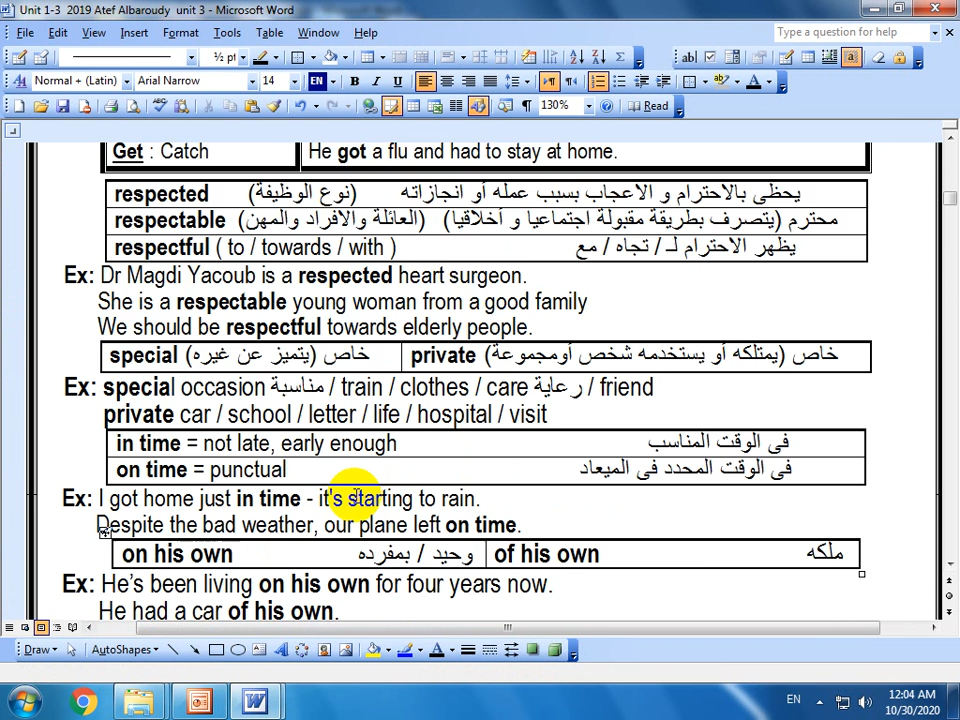 Unit 1-3 2019 Atef Albaroudy unit 3 - Microsoft Word
File Edit View Insert Format Tools Table Window Help Type a question for help
½ pt ab|
Normal + (Latin) Arial Narrow 14 EN B I U
130% Read
Get : Catch He got a flu and had to stay at home.
respected (نوع الوظيفة) يحظى بالاحترام و الاعجاب بسبب عمله أو انجازاته
respectable (العائلة والافراد والمهن) محترم (يتصرف بطريقة مقبولة اجتماعيا و أخلاقيا)
respectful ( to / towards / with ) يظهر الاحترام لـ / تجاه / مع
Ex: Dr Magdi Yacoub is a respected heart surgeon.
She is a respectable young woman from a good family
We should be respectful towards elderly people.
special خاص (يتميز عن غيره) private خاص (يمتلكه أو يستخدمه شخص أومجموعة)
Ex: special occasion مناسبة / train / clothes / care رعاية / friend
private car / school / letter / life / hospital / visit
in time = not late, early enough فى الوقت المناسب
on time = punctual فى الوقت المحدد فى الميعاد
Ex: I got home just in time - it's starting to rain.
Despite the bad weather, our plane left on time.
on his own وحيد / بمفرده of his own ملكه
Ex: He's been living on his own for four years now.
He had a car of his own.
Draw AutoShapes
EN 12:04 AM
10/30/2020